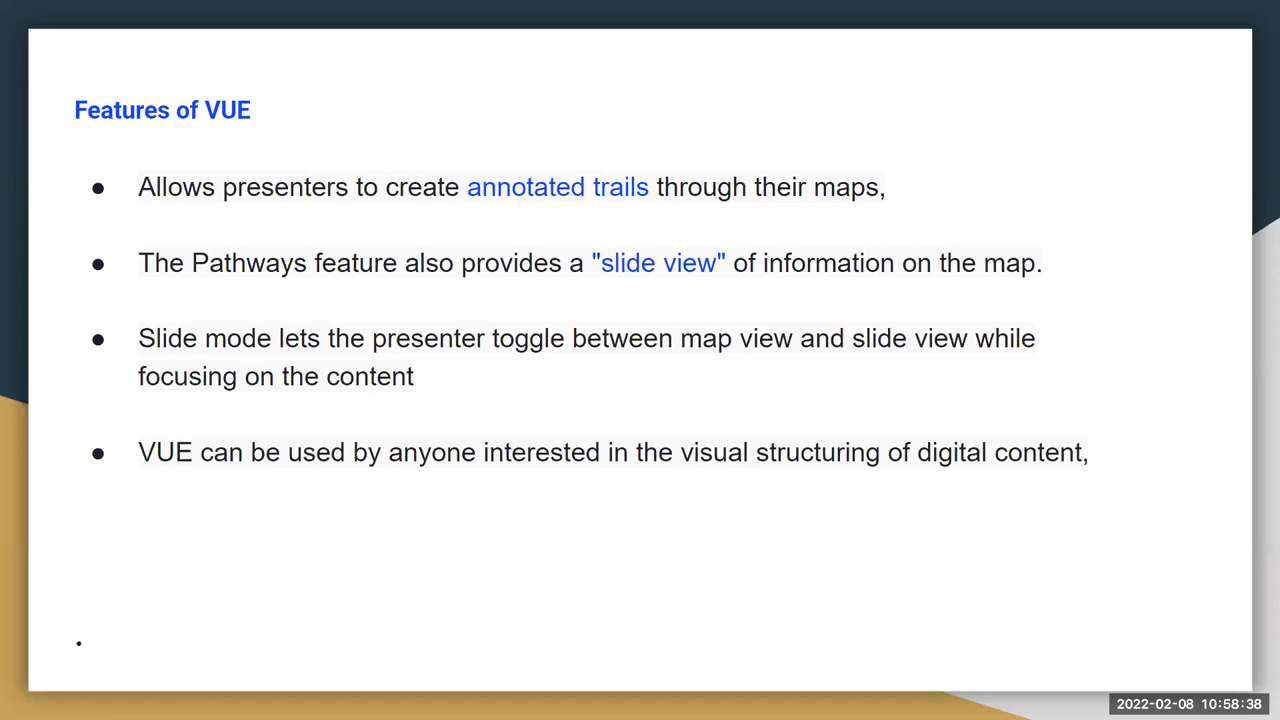 Features of VUE
● Allows presenters to create annotated trails through their maps,
● The Pathways feature also provides a "slide view" of information on the map.
● Slide mode lets the presenter toggle between map view and slide view while
focusing on the content
● VUE can be used by anyone interested in the visual structuring of digital content,
.
2022-02-08 10:58:38